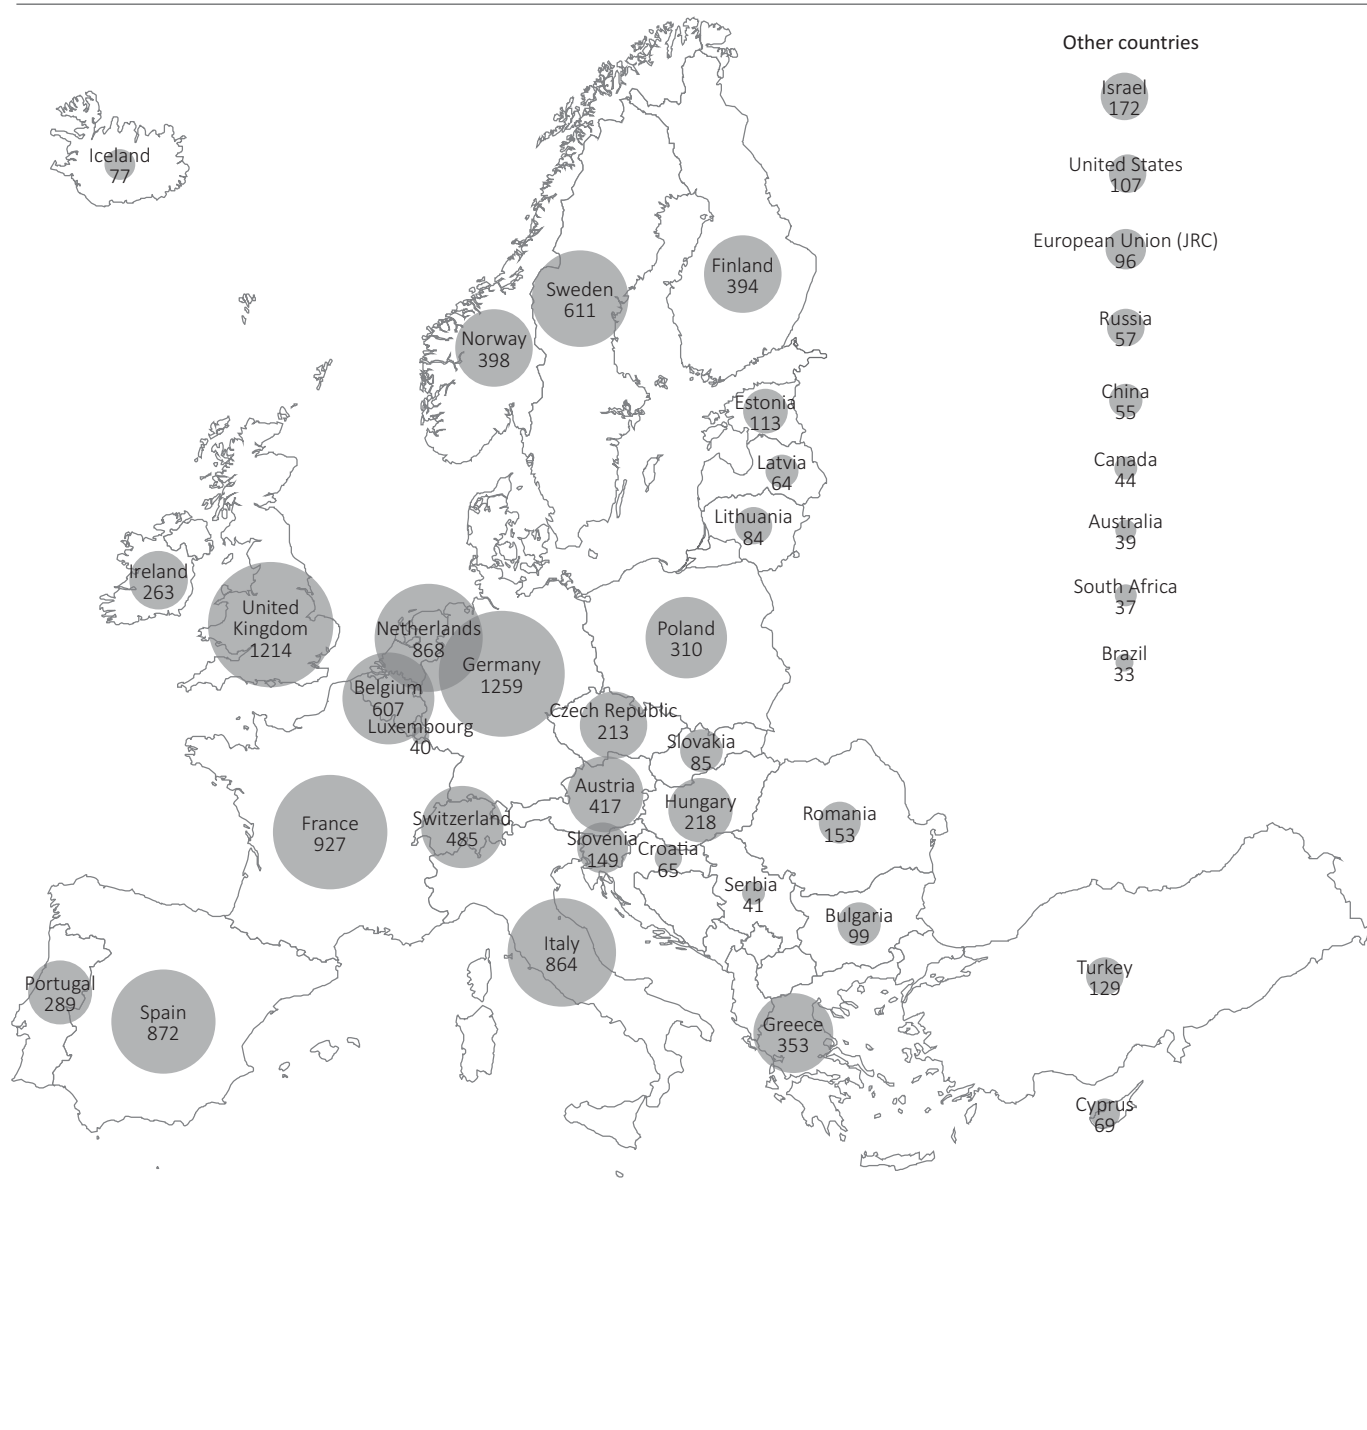 Other countries
Israel
172
United States
107
European Union (JRC)
96
Russia
57
China
55
Canada
44
Australia
39
South Africa
37
Brazil
33
Iceland
77
Finland
394
Sweden
611
Norway
398
Estonia
113
Latvia
64
Lithuania
84
Ireland
263
United
Kingdom
1214
Netherlands
868
Germany
1259
Poland
310
Belgium
607
Luxembourg
40
Czech Republic
213
Slovakia
85
Austria
417
Hungary
218
France
927
Switzerland
485
Slovenia
149
Croatia
65
Romania
153
Serbia
41
Bulgaria
99
Italy
864
Portugal
289
Spain
872
Greece
353
Turkey
129
Cyprus
69